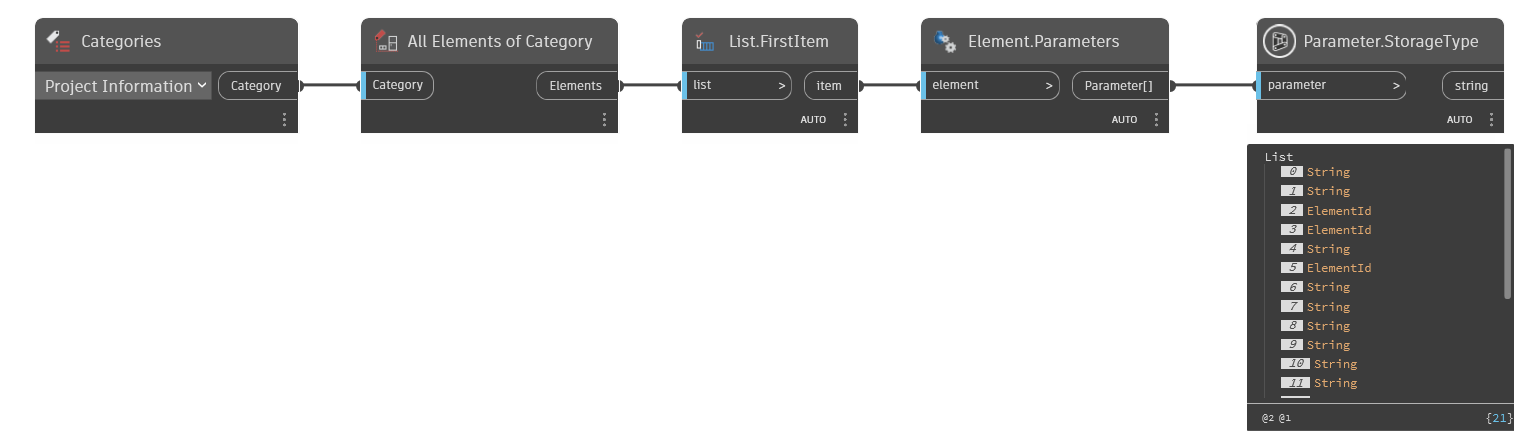 Categories
Project Information
Category
All Elements of Category
Category
Elements
List.FirstItem
list >
item
AUTO
Element.Parameters
element >
Parameter[]
AUTO
Parameter.StorageType
parameter >
string
AUTO
List
0 String
1 String
2 ElementId
3 ElementId
4 String
5 ElementId
6 String
7 String
8 String
9 String
10 String
11 String
@2 @1
{21}